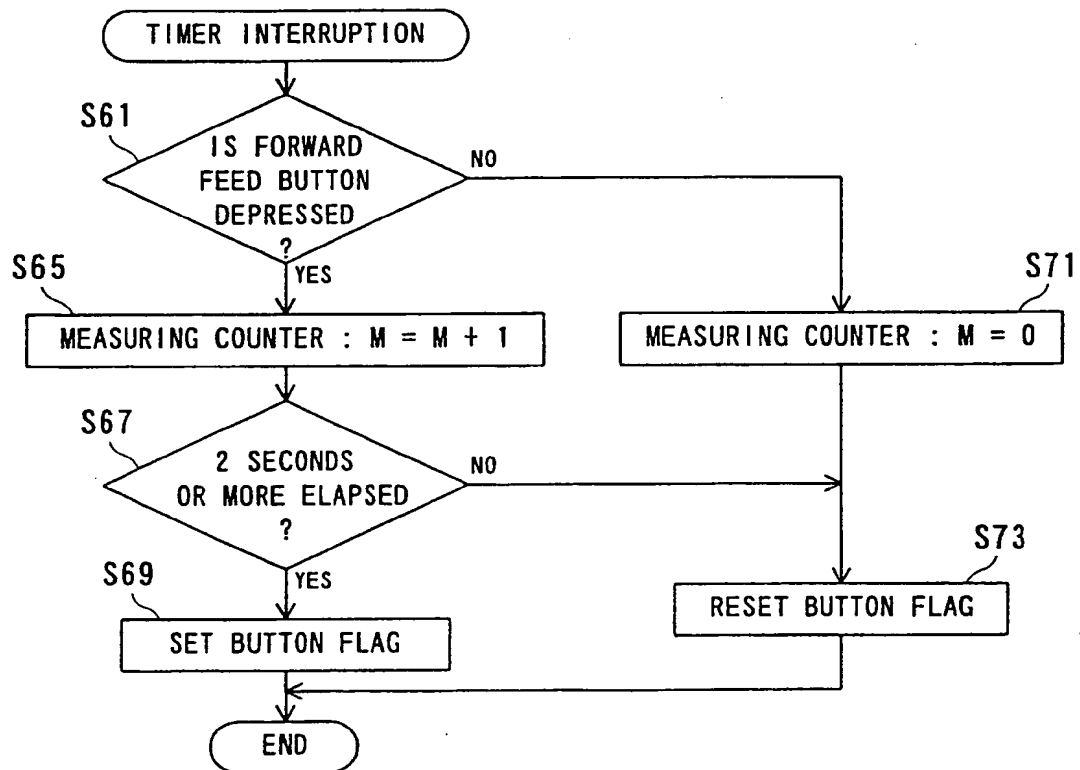 TIMER INTERRUPTION
S61
IS FORWARD
FEED BUTTON
DEPRESSED
?
NO
YES
S65
MEASURING COUNTER : M = M + 1
S71
MEASURING COUNTER : M = 0
S67
2 SECONDS
OR MORE ELAPSED
?
NO
YES
S69
SET BUTTON FLAG
S73
RESET BUTTON FLAG
END